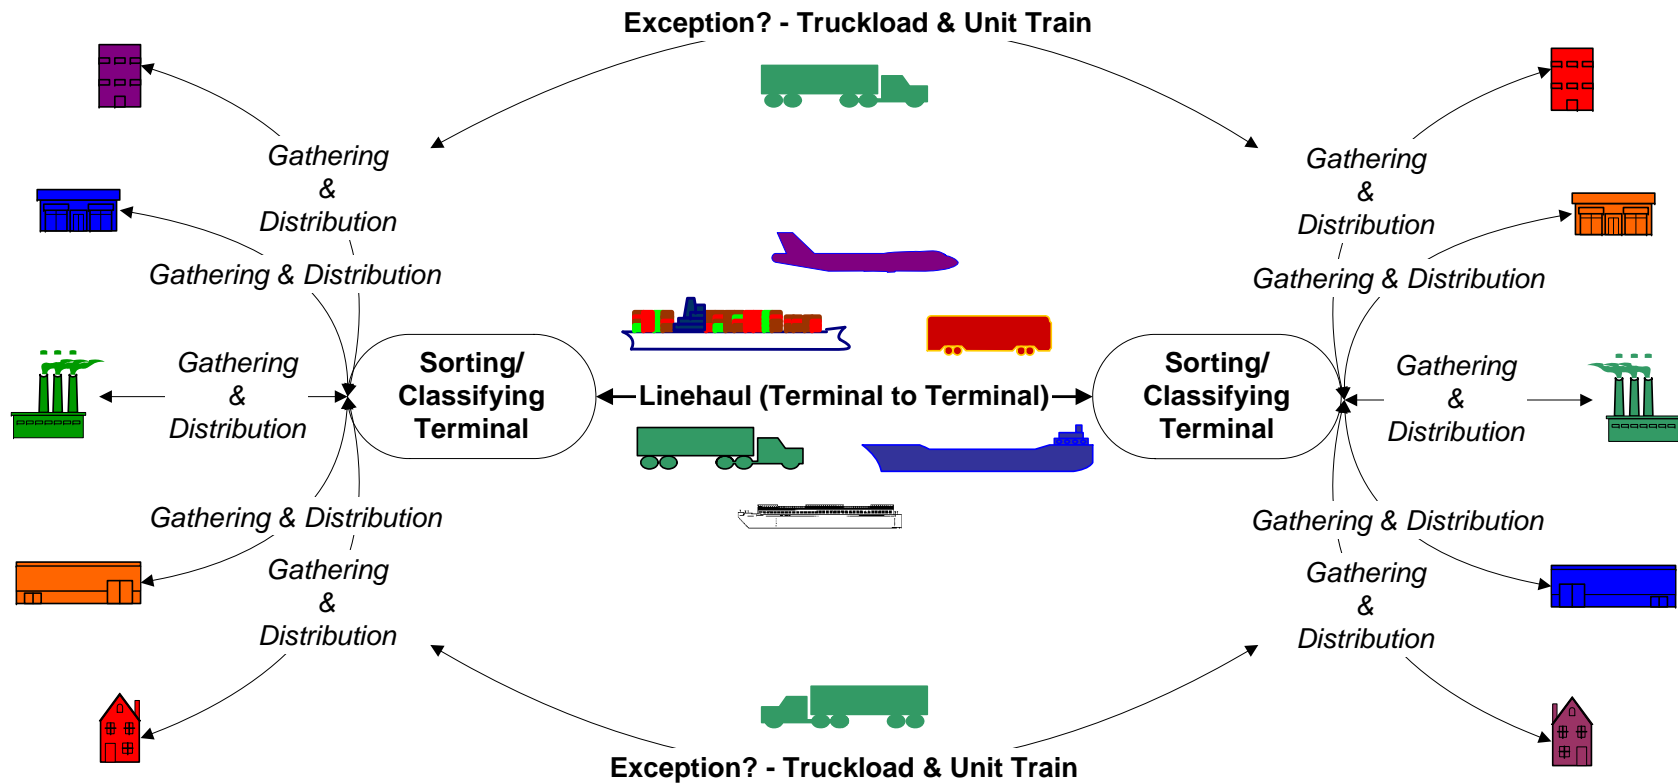 Exception? - Truckload & Unit Train
Gathering
&
Distribution
Gathering
&
Distribution
Gathering & Distribution
Gathering & Distribution
Gathering
&
Distribution
Sorting/
Classifying
Terminal
Linehaul (Terminal to Terminal)
Sorting/
Classifying
Terminal
Gathering
&
Distribution
Gathering & Distribution
Gathering & Distribution
Gathering
&
Distribution
Gathering
&
Distribution
Exception? - Truckload & Unit Train